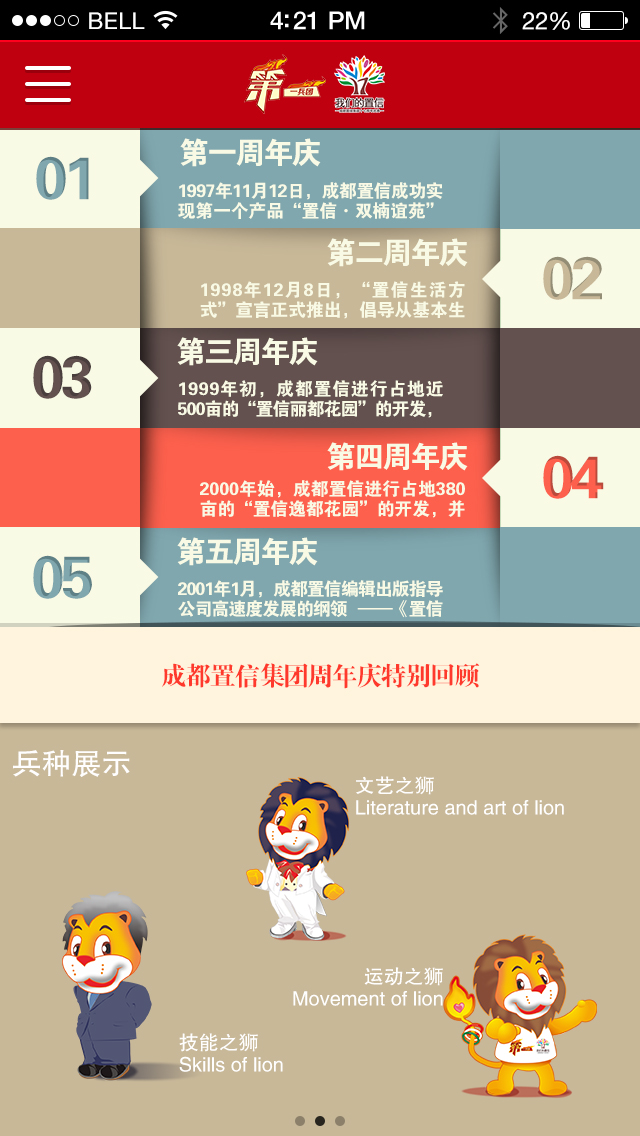 BELL 4:21 PM 22%
第一兵团
我们的置信
01
第一周年庆
1997年11月12日，成都置信成功实
现第一个产品“置信·双楠谊苑”
第二周年庆
02
1998年12月8日，“置信生活方
式”宣言正式推出，倡导从基本生
03
第三周年庆
1999年初，成都置信进行占地近
500亩的“置信丽都花园”的开发，
第四周年庆
04
2000年始，成都置信进行占地380
亩的“置信逸都花园”的开发，并
05
第五周年庆
2001年1月，成都置信编辑出版指导
公司高速度发展的纲领 ——《置信
成都置信集团周年庆特别回顾
兵种展示
文艺之狮
Literature and art of lion
运动之狮
Movement of lion
第一
技能之狮
Skills of lion